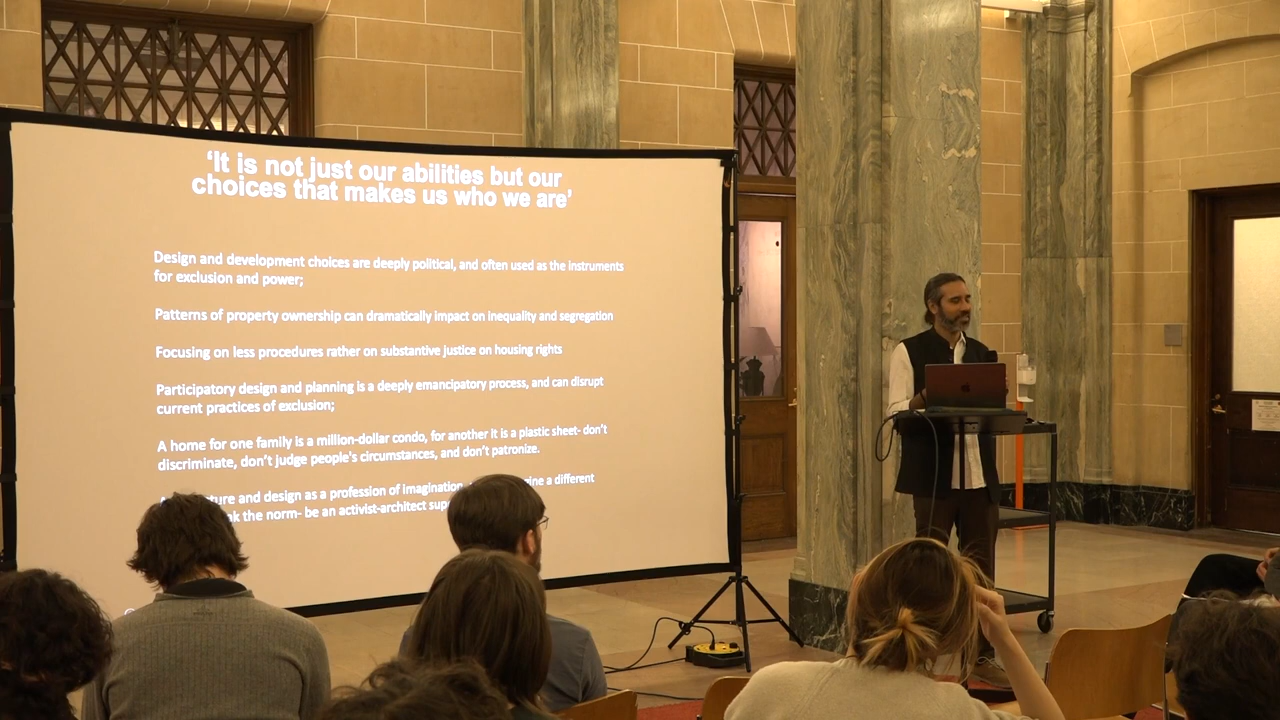 ‘It is not just our abilities but our
choices that makes us who we are’
Design and development choices are deeply political, and often used as the instruments
for exclusion and power;
Patterns of property ownership can dramatically impact on inequality and segregation
Focusing on less procedures rather on substantive justice on housing rights
Participatory design and planning is a deeply emancipatory process, and can disrupt
current practices of exclusion;
A home for one family is a million-dollar condo, for another it is a plastic sheet- don’t
discriminate, don’t judge people's circumstances, and don’t patronize.
and design as a profession of imagination a different
the norm- be an activist-architect